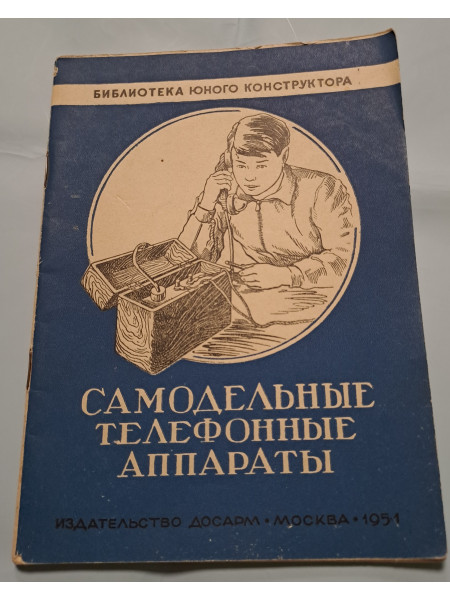 БИБЛИОТЕКА ЮНОГО КОНСТРУКТОРА
САМОДЕЛЬНЫЕ
ТЕЛЕФОННЫЕ
АППАРАТЫ
ИЗДАТЕЛЬСТВО ДОСАРМ • МОСКВА • 1951